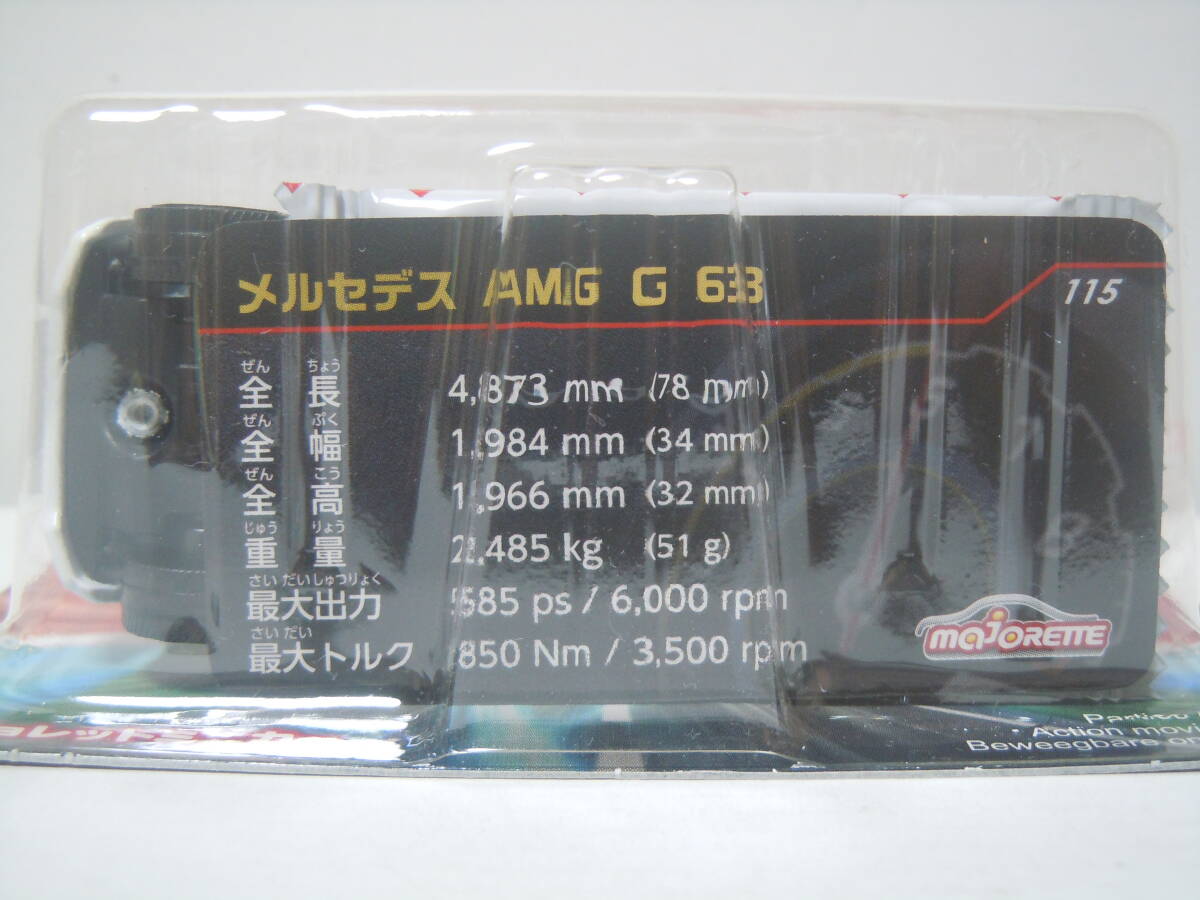 メルセデス AMG G 63
115
ぜん ちょう
全長 4,873 mm (78 mm)
ぜん ぷく
全幅 1,984 mm (34 mm)
ぜん こう
全高 1,966 mm (32 mm)
じゅう りょう
重量 2,485 kg (51 g)
さい だい しゅつりょく
最大出力 585 ps / 6,000 rpm
さい だい
最大トルク 850 Nm / 3,500 rpm
majorette
Action
Beweegbare